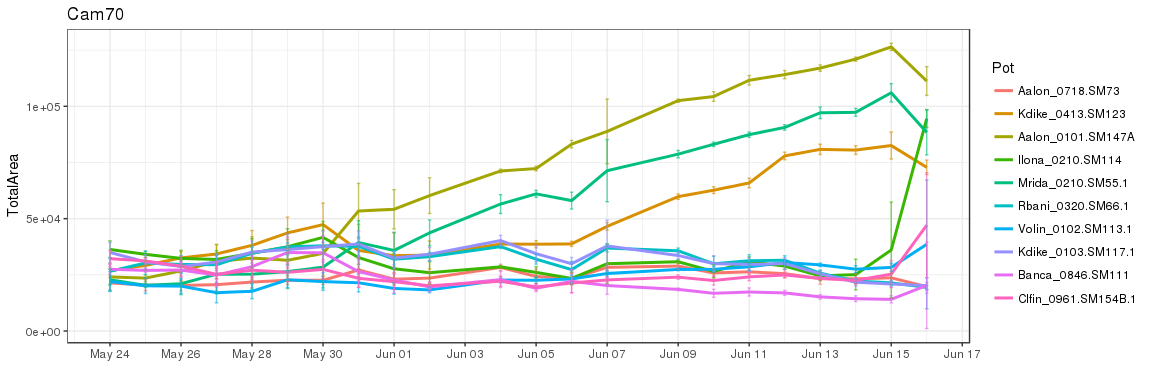 Cam70
TotalArea
1e+05
5e+04
0e+00
May 24 May 26 May 28 May 30 Jun 01 Jun 03 Jun 05 Jun 07 Jun 09 Jun 11 Jun 13 Jun 15 Jun 17
Pot
Aalon_0718.SM73
Kdike_0413.SM123
Aalon_0101.SM147A
Ilona_0210.SM114
Mrida_0210.SM55.1
Rbani_0320.SM66.1
Volin_0102.SM113.1
Kdike_0103.SM117.1
Banca_0846.SM111
Clfin_0961.SM154B.1